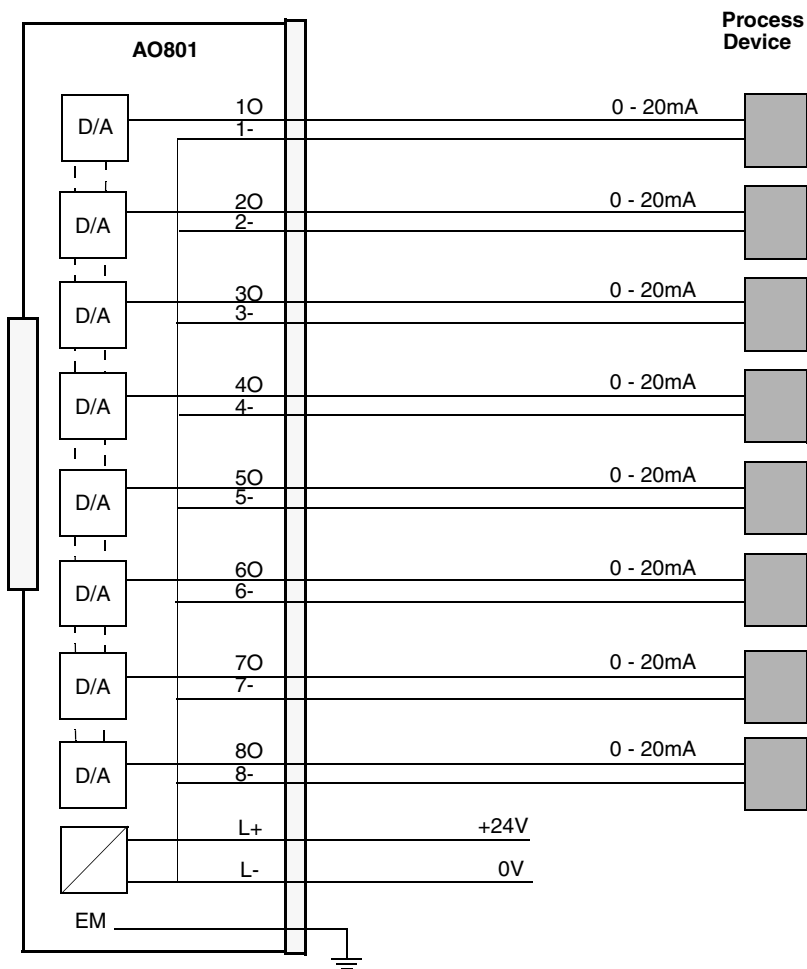 Process
Device
AO801
D/A
1O
1-
0 - 20mA
D/A
2O
2-
0 - 20mA
D/A
3O
3-
0 - 20mA
D/A
4O
4-
0 - 20mA
D/A
5O
5-
0 - 20mA
D/A
6O
6-
0 - 20mA
D/A
7O
7-
0 - 20mA
D/A
8O
8-
0 - 20mA
L+
+24V
L-
0V
EM